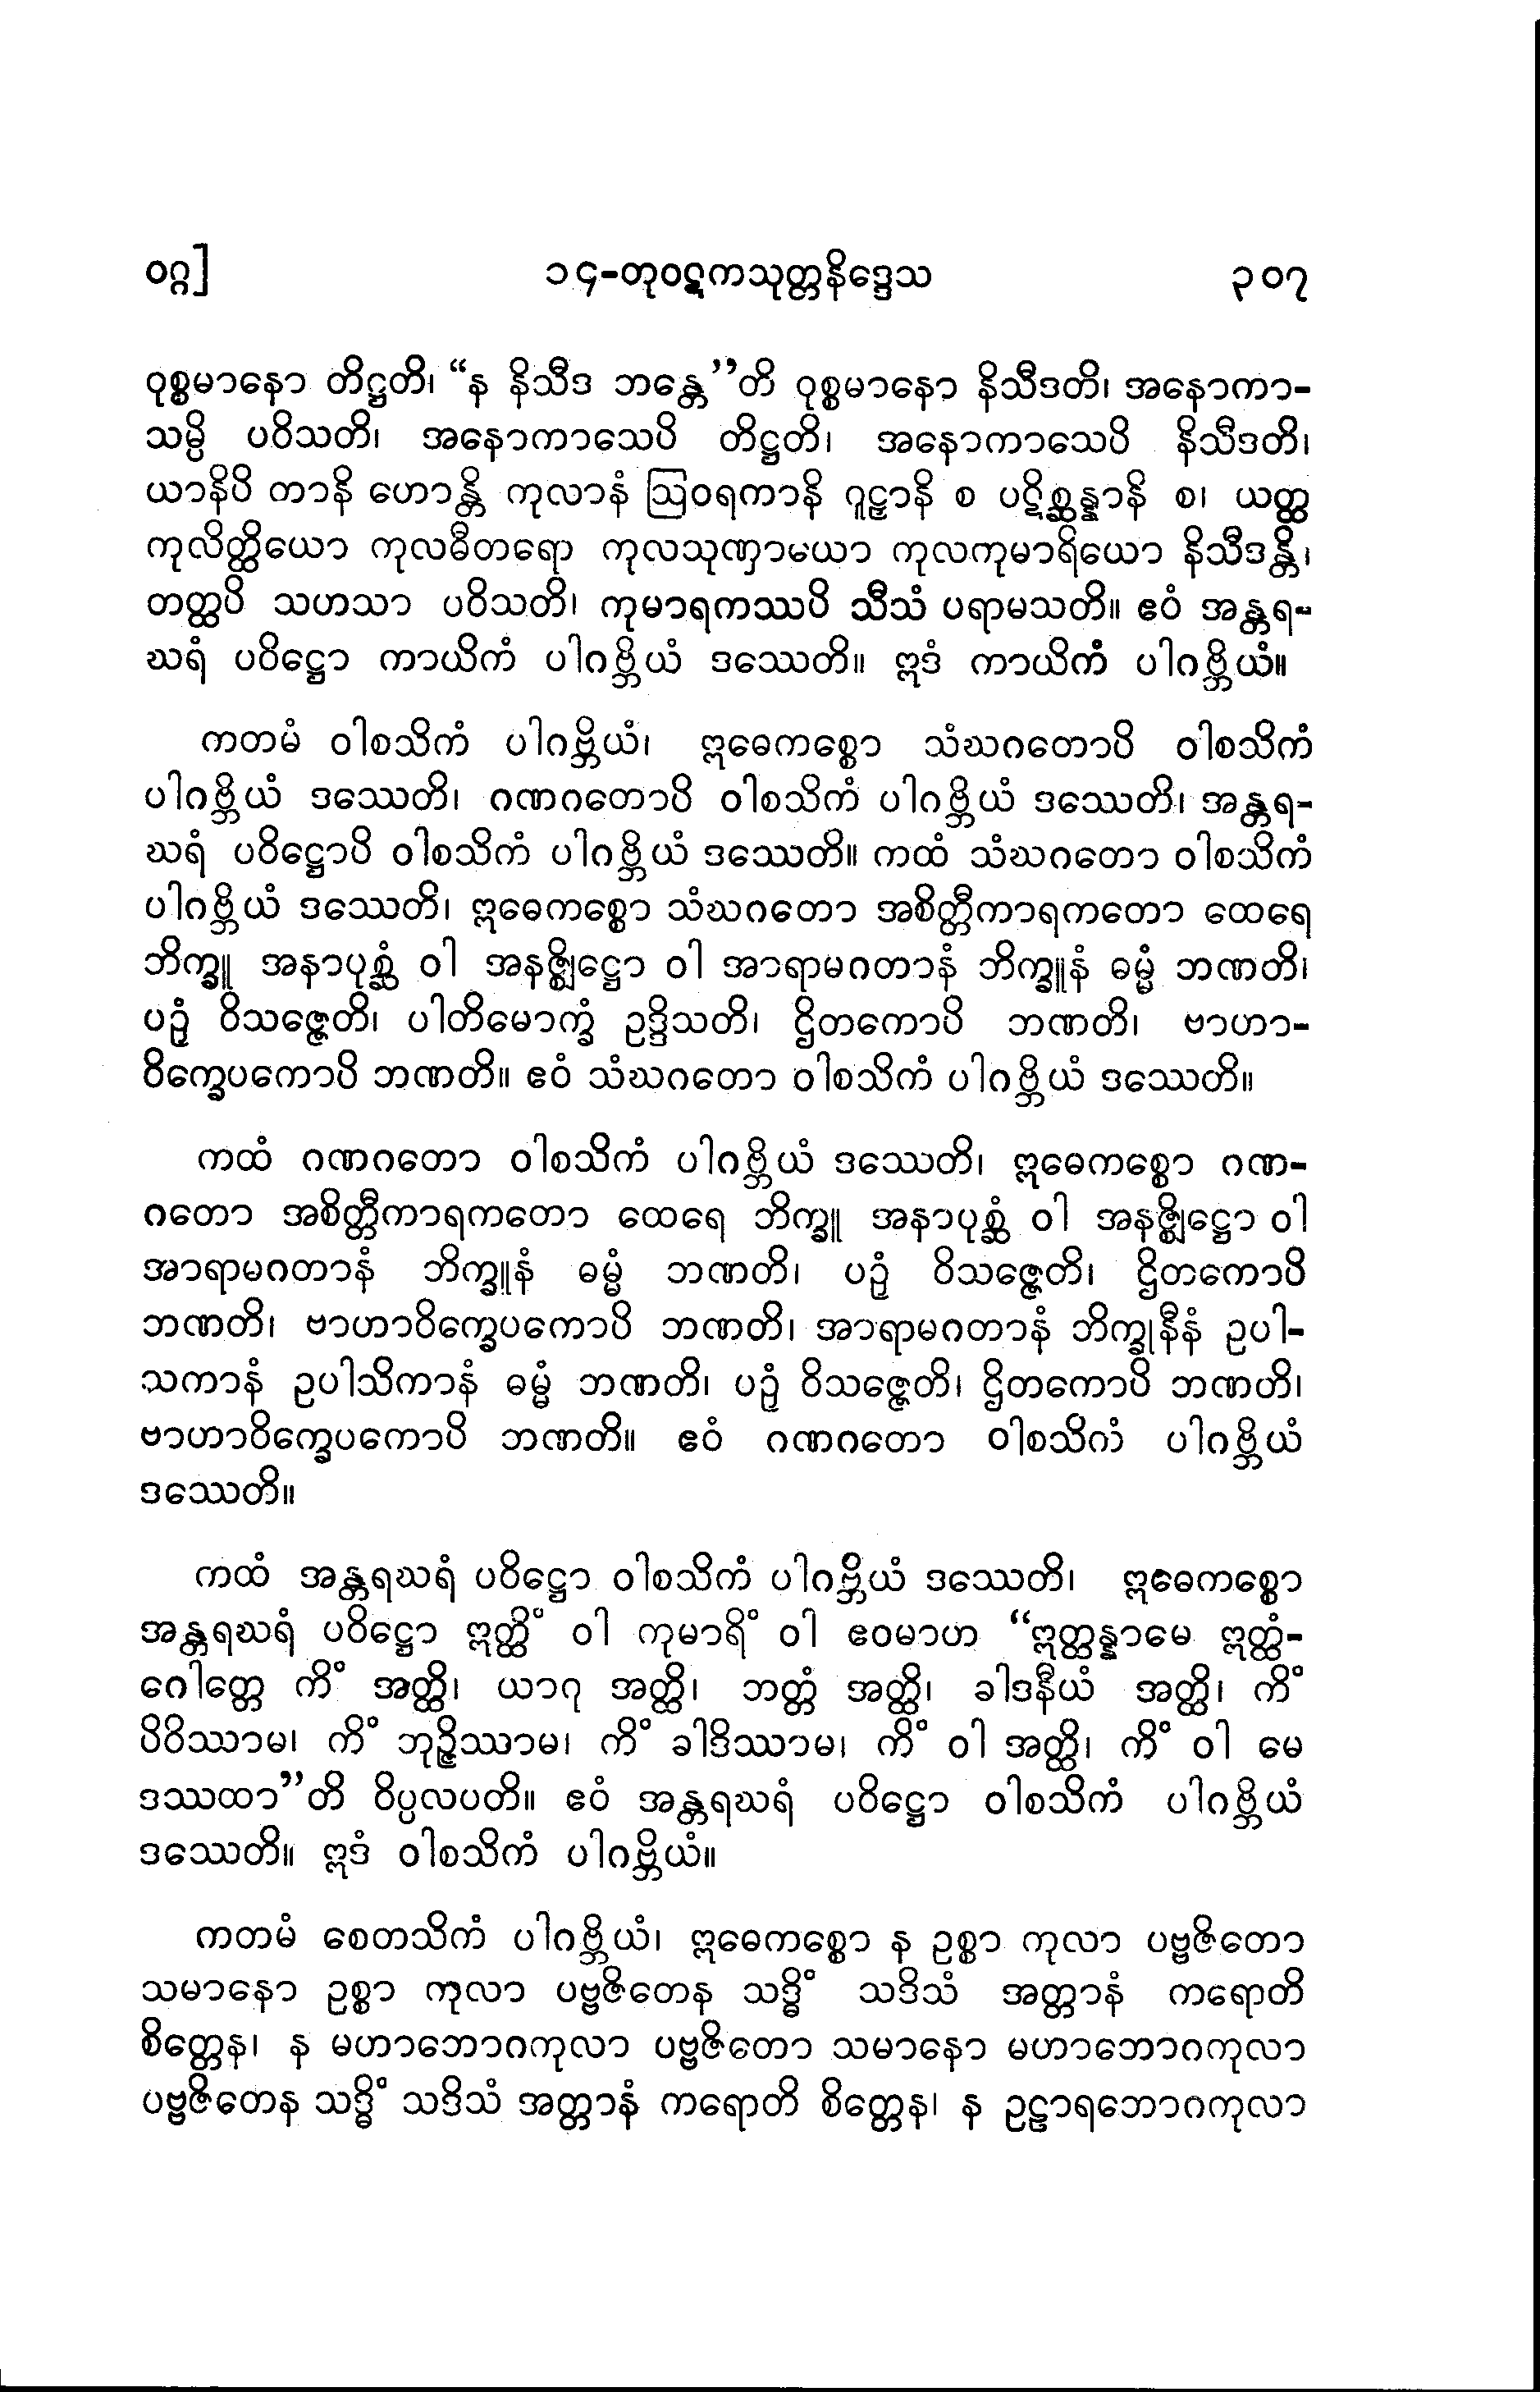 ဝဂ္ဂ]
၁၄-တုဝဋ္ဋကသုတ္တနိဒ္ဒေသ
၃၀၇
ဝုစ္စမာနော တိဋ္ဌတိ၊ “န နိသီဒ ဘန္တေ”တိ ဝုစ္စမာနော နိသီဒတိ၊ အနောကာ-
သမ္ပိ ပဝိသတိ၊ အနောကာသေပိ တိဋ္ဌတိ၊ အနောကာသေပိ နိသီဒတိ၊
ယာနိပိ ကာနိ ဟောန္တိ ကုလာနံ ဩဝရကာနိ ဂူဠှာနိ စ ပဋိစ္ဆန္နာနိ စ၊ ယတ္ထ
ကုလိတ္ထိယော ကုလဓီတရော ကုလသုဏှာယော ကုလကုမာရိယော နိသီဒန္တိ၊
တတ္ထပိ သဟသာ ပဝိသတိ၊ ကုမာရကဿပိ သီသံ ပရာမသတိ။ ဧဝံ အန္တရ-
ဃရံ ပဝိဋ္ဌော ကာယိကံ ပါဂဗ္ဘိယံ ဒဿေတိ။ ဣဒံ ကာယိကံ ပါဂဗ္ဘိယံ။
ကတမံ ဝါစသိကံ ပါဂဗ္ဘိယံ၊ ဣဓေကစ္စော သံဃဂတောပိ ဝါစသိကံ
ပါဂဗ္ဘိယံ ဒဿေတိ၊ ဂဏဂတောပိ ဝါစသိကံ ပါဂဗ္ဘိယံ ဒဿေတိ၊ အန္တရ-
ဃရံ ပဝိဋ္ဌောပိ ဝါစသိကံ ပါဂဗ္ဘိယံ ဒဿေတိ။ ကထံ သံဃဂတော ဝါစသိကံ
ပါဂဗ္ဘိယံ ဒဿေတိ၊ ဣဓေကစ္စော သံဃဂတော အစိတ္တီကာရကတော ထေရေ
ဘိက္ခူ အနာပုစ္ဆံ ဝါ အနဇ္ဈိဋ္ဌော ဝါ အာရာမဂတာနံ ဘိက္ခူနံ ဓမ္မံ ဘဏတိ၊
ပဉှံ ဝိသဇ္ဇေတိ၊ ပါတိမောက္ခံ ဥဒ္ဒိသတိ၊ ဌိတကောပိ ဘဏတိ၊ ဗာဟာ-
ဝိက္ခေပကောပိ ဘဏတိ။ ဧဝံ သံဃဂတော ဝါစသိကံ ပါဂဗ္ဘိယံ ဒဿေတိ။
ကထံ ဂဏဂတော ဝါစသိကံ ပါဂဗ္ဘိယံ ဒဿေတိ၊ ဣဓေကစ္စော ဂဏ-
ဂတော အစိတ္တီကာရကတော ထေရေ ဘိက္ခူ အနာပုစ္ဆံ ဝါ အနဇ္ဈိဋ္ဌော ဝါ
အာရာမဂတာနံ ဘိက္ခူနံ ဓမ္မံ ဘဏတိ၊ ပဉှံ ဝိသဇ္ဇေတိ၊ ဌိတကောပိ
ဘဏတိ၊ ဗာဟာဝိက္ခေပကောပိ ဘဏတိ၊ အာရာမဂတာနံ ဘိက္ခုနီနံ ဥပါ-
သကာနံ ဥပါသိကာနံ ဓမ္မံ ဘဏတိ၊ ပဉှံ ဝိသဇ္ဇေတိ၊ ဌိတကောပိ ဘဏတိ၊
ဗာဟာဝိက္ခေပကောပိ ဘဏတိ။ ဧဝံ ဂဏဂတော ဝါစသိကံ ပါဂဗ္ဘိယံ
ဒဿေတိ။
ကထံ အန္တရဃရံ ပဝိဋ္ဌော ဝါစသိကံ ပါဂဗ္ဘိယံ ဒဿေတိ၊ ဣဓေကစ္စော
အန္တရဃရံ ပဝိဋ္ဌော ဣတ္ထိံ ဝါ ကုမာရိံ ဝါ ဧဝမာဟ “ဣတ္ထန္နာမေ ဣတ္ထံ-
ဂေါတ္တေ ကိံ အတ္ထိ၊ ယာဂု အတ္ထိ၊ ဘတ္တံ အတ္ထိ၊ ခါဒနီယံ အတ္ထိ၊ ကိံ
ပိဝိဿာမ၊ ကိံ ဘုဉ္ဇိဿာမ၊ ကိံ ခါဒိဿာမ၊ ကိံ ဝါ အတ္ထိ၊ ကိံ ဝါ မေ
ဒဿထာ”တိ ဝိပ္ပလပတိ။ ဧဝံ အန္တရဃရံ ပဝိဋ္ဌော ဝါစသိကံ ပါဂဗ္ဘိယံ
ဒဿေတိ။ ဣဒံ ဝါစသိကံ ပါဂဗ္ဘိယံ။
ကတမံ စေတသိကံ ပါဂဗ္ဘိယံ၊ ဣဓေကစ္စော န ဥစ္စာ ကုလာ ပဗ္ဗဇိတော
သမာနော ဥစ္စာ ကုလာ ပဗ္ဗဇိတေန သဒ္ဓိံ သဒိသံ အတ္တာနံ ကရောတိ
စိတ္တေန၊ န မဟာဘောဂကုလာ ပဗ္ဗဇိတော သမာနော မဟာဘောဂကုလာ
ပဗ္ဗဇိတေန သဒ္ဓိံ သဒိသံ အတ္တာနံ ကရောတိ စိတ္တေန၊ န ဥဠာရဘောဂကုလာ